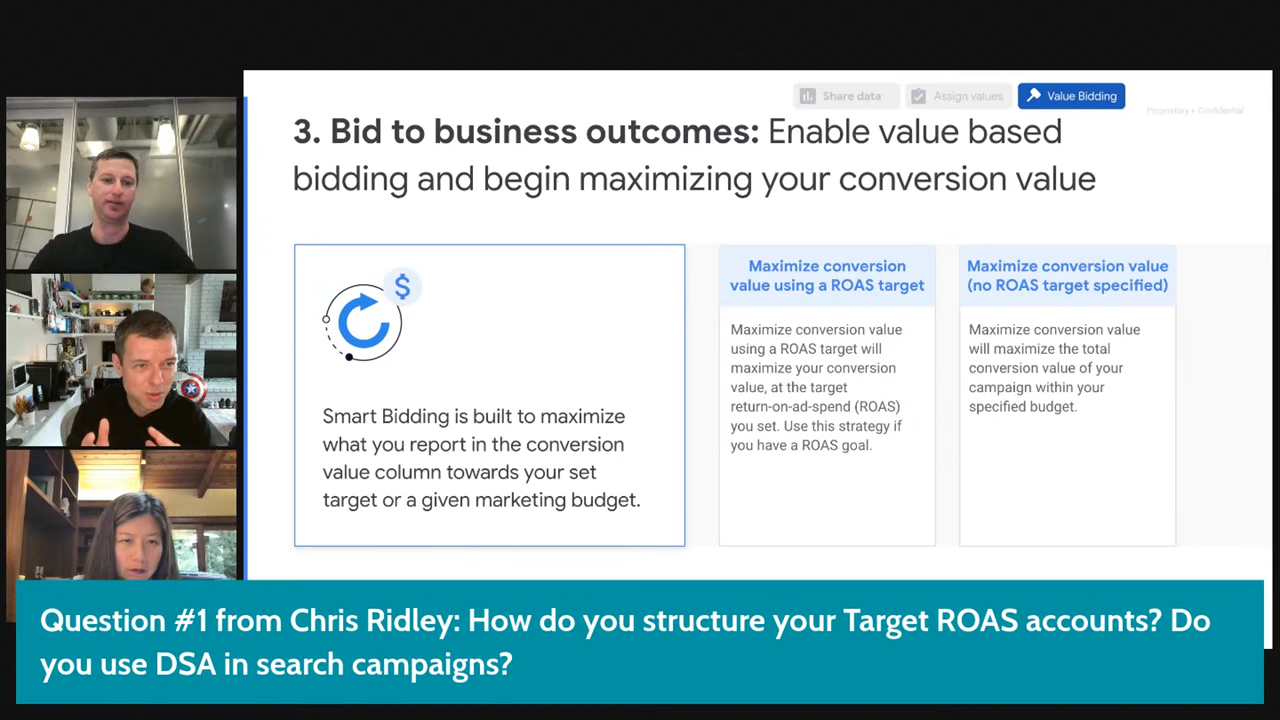 Share data
Assign values
Value Bidding
Proprietary + Confidential
3. Bid to business outcomes: Enable value based
bidding and begin maximizing your conversion value
$
Smart Bidding is built to maximize
what you report in the conversion
value column towards your set
target or a given marketing budget.
Maximize conversion
value using a ROAS target
Maximize conversion value
using a ROAS target will
maximize your conversion
value, at the target
return-on-ad-spend (ROAS)
you set. Use this strategy if
you have a ROAS goal.
Maximize conversion value
(no ROAS target specified)
Maximize conversion value
will maximize the total
conversion value of your
campaign within your
specified budget.
Question #1 from Chris Ridley: How do you structure your Target ROAS accounts? Do
you use DSA in search campaigns?